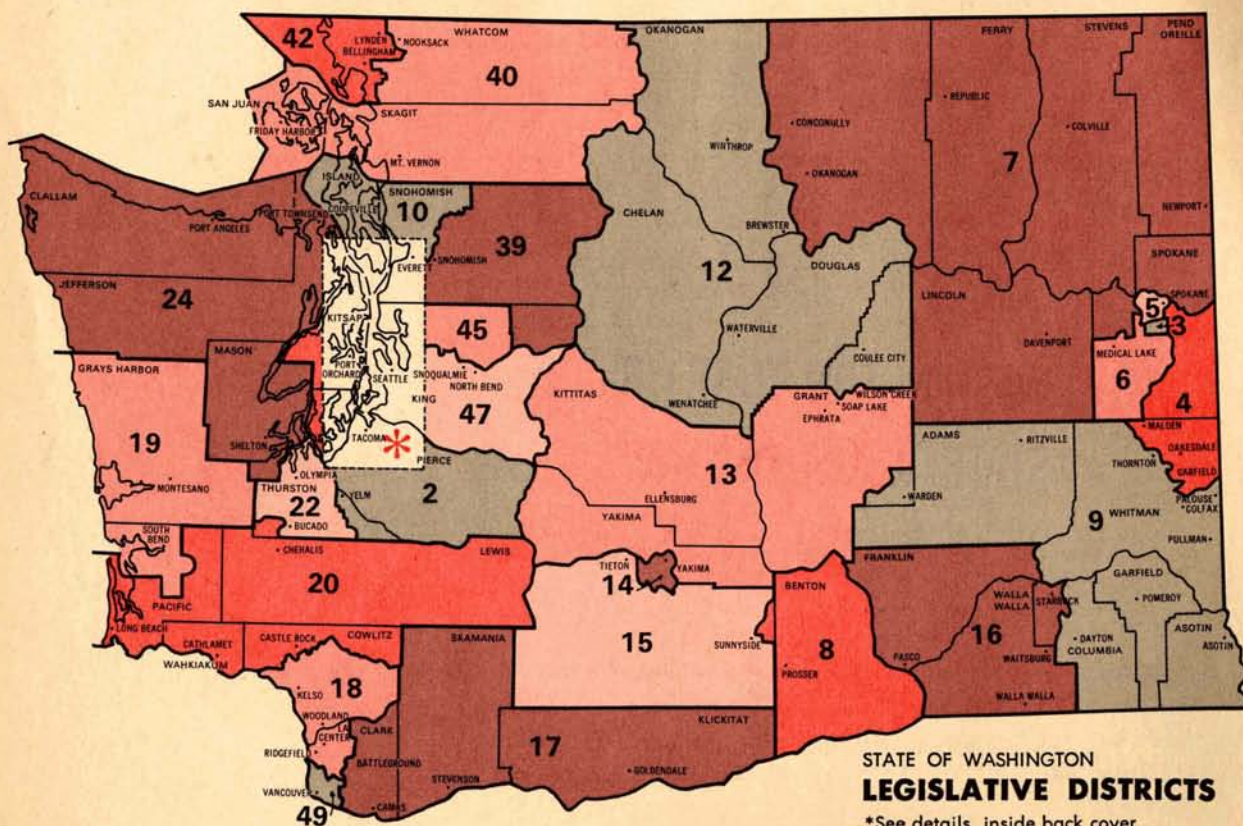 42
LYNDEN
BELLINGHAM
NOOKSACK
WHATCOM
40
OKANOGAN
FERRY
STEVENS
PEND
OREILLE
SAN JUAN
FRIDAY HARBOR
SKAGIT
MT. VERNON
REPUBLIC
CONCONULLY
COLVILLE
WINTHROP
OKANOGAN
7
NEWPORT
ISLAND
COUPEVILLE
SNOHOMISH
10
CLALLAM
PORT ANGELES
PORT TOWNSEND
CHELAN
BREWSTER
39
EVERETT
SNOHOMISH
12
DOUGLAS
SPOKANE
JEFFERSON
24
KITSAP
45
LINCOLN
SPOKANE
5
3
WATERVILLE
MASON
PORT
ORCHARD
SEATTLE
SNOQUALMIE
NORTH BEND
COULEE CITY
DAVENPORT
MEDICAL LAKE
6
4
GRAYS HARBOR
KING
47
KITTITAS
WENATCHEE
GRANT
WILSON CREEK
SOAP LAKE
EPHRATA
19
SHELTON
TACOMA
*
PIERCE
ADAMS
RITZVILLE
MALDEN
OAKESDALE
THORNTON
GARFIELD
OLYMPIA
THURSTON
22
BUCADO
YELM
2
13
MONTESANO
ELLENSBURG
WARDEN
9
WHITMAN
PALOUSE
COLFAX
PULLMAN
SOUTH
BEND
YAKIMA
CHEHALIS
LEWIS
20
TIETON
14
YAKIMA
FRANKLIN
GARFIELD
POMEROY
PACIFIC
BENTON
WALLA
WALLA
STARBUCK
LONG BEACH
CATHLAMET
WAHKIAKUM
CASTLE ROCK
COWLITZ
SKAMANIA
15
SUNNYSIDE
8
16
PASCO
WAITSBURG
DAYTON
COLUMBIA
ASOTIN
ASOTIN
PROSSER
18
KELSO
WOODLAND
LA
CENTER
RIDGEFIELD
WALLA WALLA
CLARK
BATTLEGROUND
KLICKITAT
17
GOLDENDALE
STEVENSON
VANCOUVER
49
CAMAS
STATE OF WASHINGTON
LEGISLATIVE DISTRICTS
*See details, inside back cover